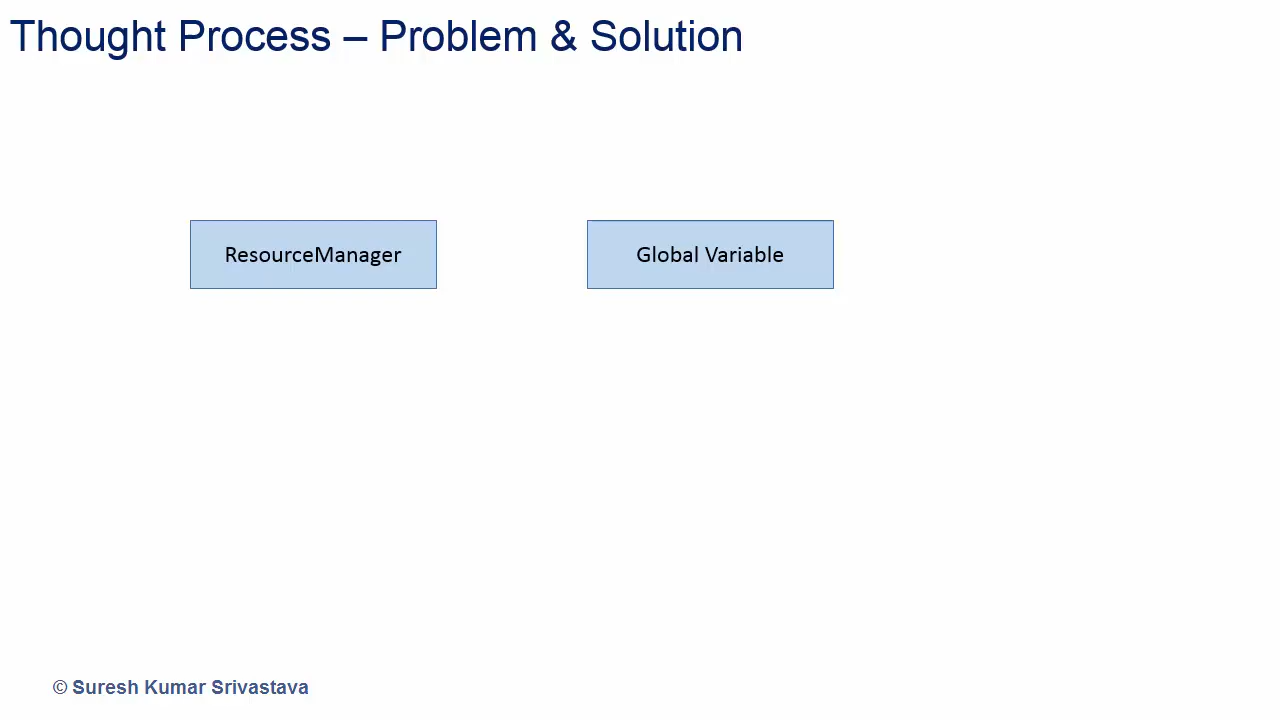 Thought Process – Problem & Solution
ResourceManager
Global Variable
© Suresh Kumar Srivastava